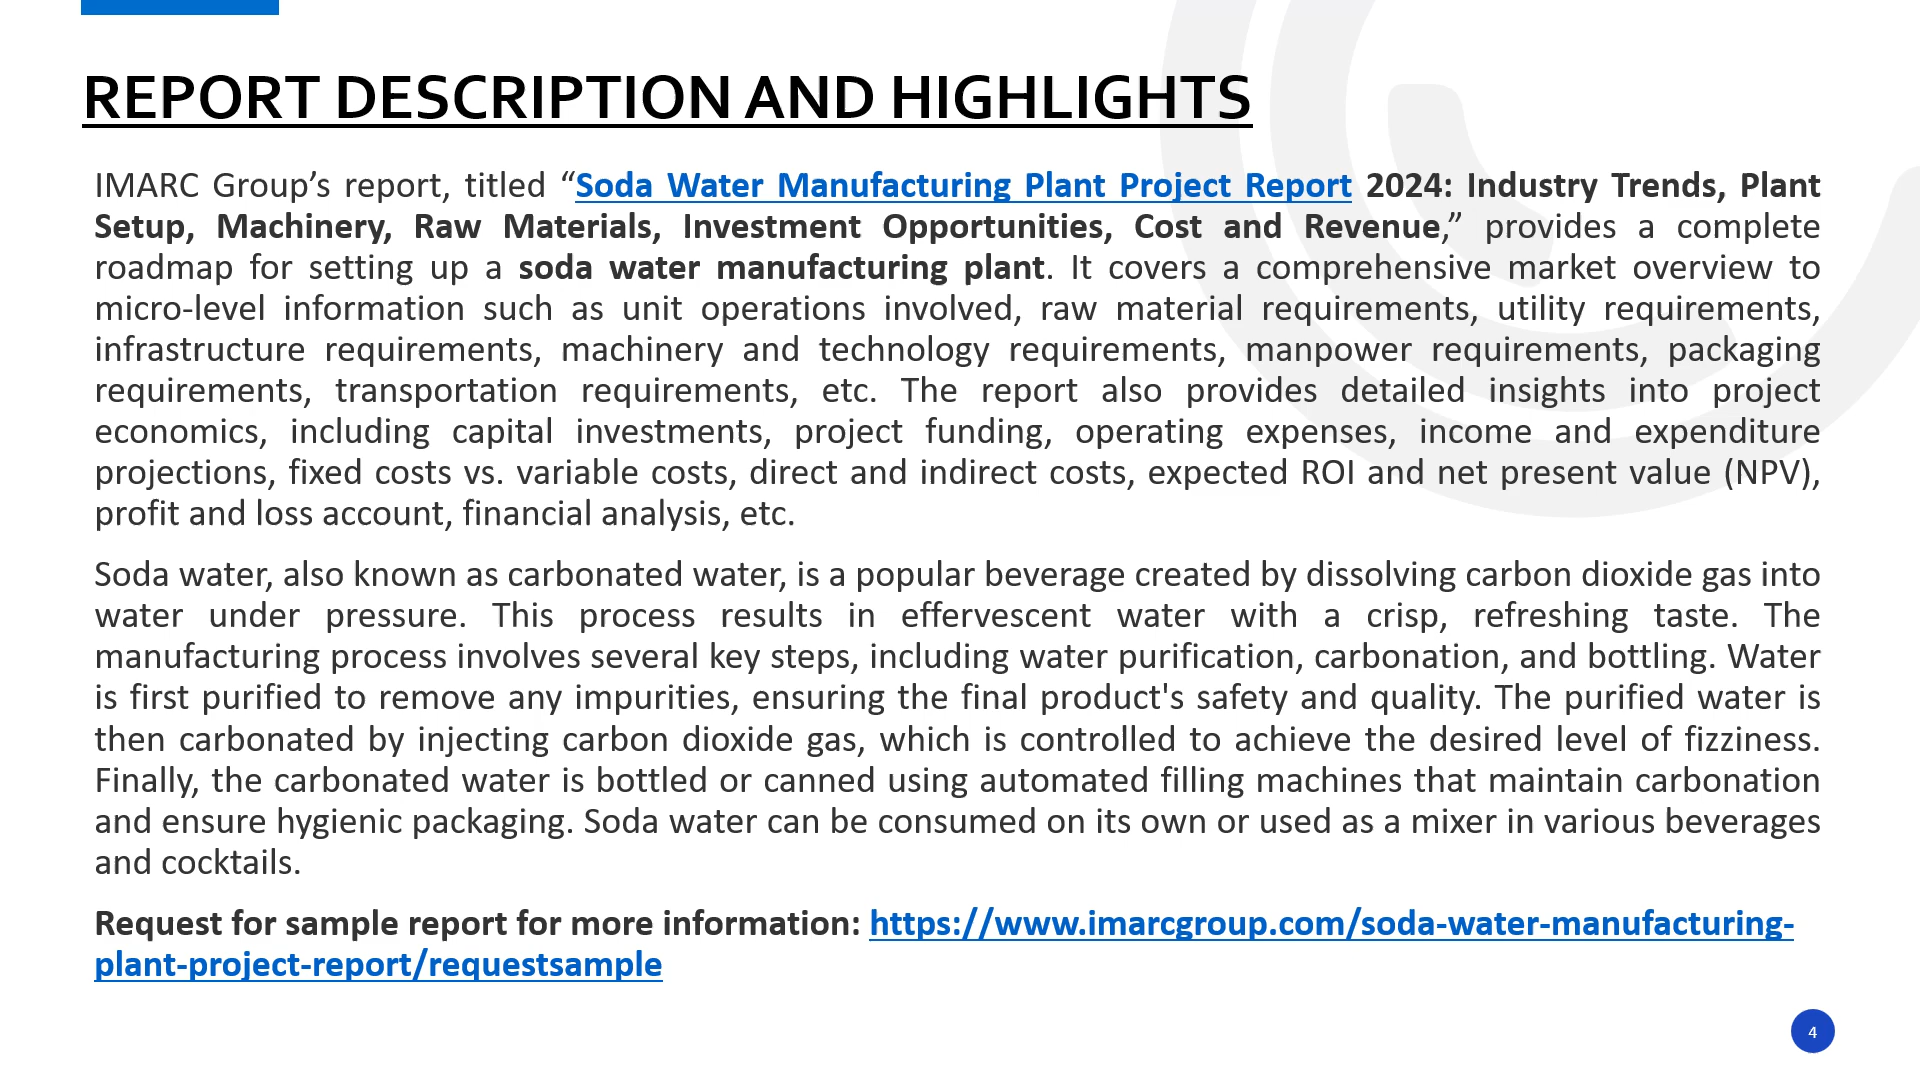 REPORT DESCRIPTION AND HIGHLIGHTS
IMARC Group’s report, titled “Soda Water Manufacturing Plant Project Report 2024: Industry Trends, Plant
Setup, Machinery, Raw Materials, Investment Opportunities, Cost and Revenue,” provides a complete
roadmap for setting up a soda water manufacturing plant. It covers a comprehensive market overview to
micro-level information such as unit operations involved, raw material requirements, utility requirements,
infrastructure requirements, machinery and technology requirements, manpower requirements, packaging
requirements, transportation requirements, etc. The report also provides detailed insights into project
economics, including capital investments, project funding, operating expenses, income and expenditure
projections, fixed costs vs. variable costs, direct and indirect costs, expected ROI and net present value (NPV),
profit and loss account, financial analysis, etc.
Soda water, also known as carbonated water, is a popular beverage created by dissolving carbon dioxide gas into
water under pressure. This process results in effervescent water with a crisp, refreshing taste. The
manufacturing process involves several key steps, including water purification, carbonation, and bottling. Water
is first purified to remove any impurities, ensuring the final product's safety and quality. The purified water is
then carbonated by injecting carbon dioxide gas, which is controlled to achieve the desired level of fizziness.
Finally, the carbonated water is bottled or canned using automated filling machines that maintain carbonation
and ensure hygienic packaging. Soda water can be consumed on its own or used as a mixer in various beverages
and cocktails.
Request for sample report for more information: https://www.imarcgroup.com/soda-water-manufacturing-
plant-project-report/requestsample
4